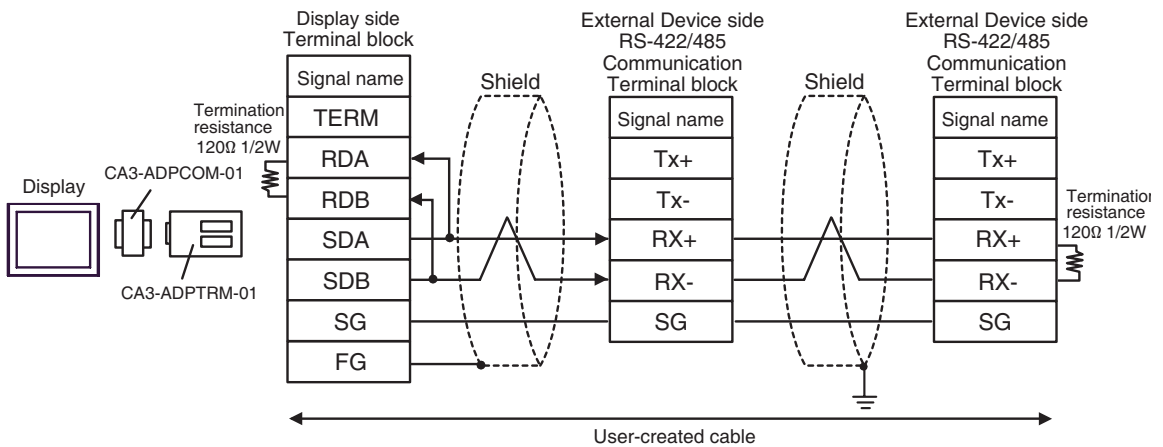 Display side
Terminal block
External Device side
RS-422/485
Communication
Terminal block
External Device side
RS-422/485
Communication
Terminal block
Signal name
Shield
Shield
Termination
resistance
120Ω 1/2W
TERM
Signal name
Signal name
RDA
Tx+
Tx+
CA3-ADPCOM-01
Display
RDB
Tx-
Tx-
Termination
resistance
120Ω 1/2W
SDA
RX+
RX+
SDB
RX-
RX-
CA3-ADPTRM-01
SG
SG
SG
FG
User-created cable